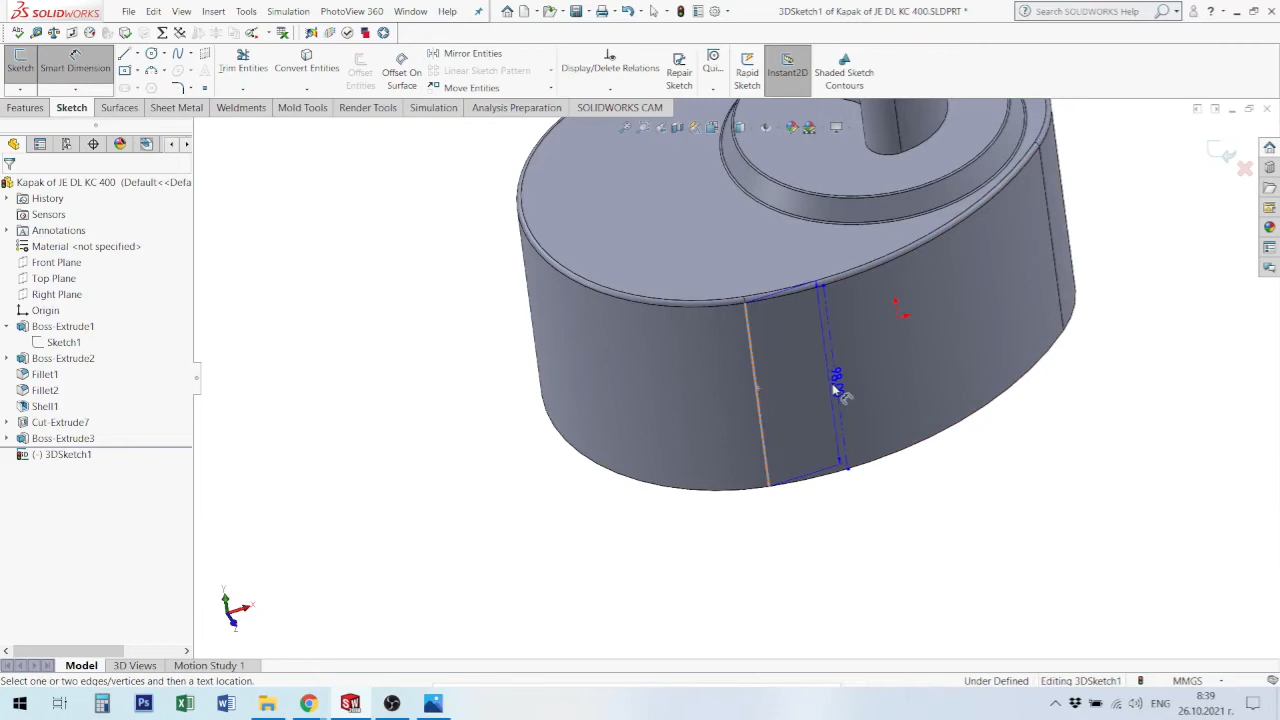 SOLIDWORKS File Edit View Insert Tools Simulation PhotoView 360 Window Help 3DSketch1 of Kapak of JE DL KC 400.SLDPRT * Search SOLIDWORKS Help
Sketch Smart Dimension Trim Entities Convert Entities Offset Entities Offset On Surface Mirror Entities Linear Sketch Pattern Move Entities Display/Delete Relations Repair Sketch Qui... Rapid Sketch Instant2D Shaded Sketch Contours
Features Sketch Surfaces Sheet Metal Weldments Mold Tools Render Tools Simulation Analysis Preparation SOLIDWORKS CAM
Kapak of JE DL KC 400 (Default<<Defa
History
Sensors
Annotations
Material <not specified>
Front Plane
Top Plane
Right Plane
Origin
Boss-Extrude1
Sketch1
Boss-Extrude2
Fillet1
Fillet2
Shell1
Cut-Extrude7
Boss-Extrude3
(-) 3DSketch1
Y
X
Z
Model 3D Views Motion Study 1
Select one or two edges/vertices and then a text location. Under Defined Editing 3DSketch1 MMGS
8:39
26.10.2021 г.